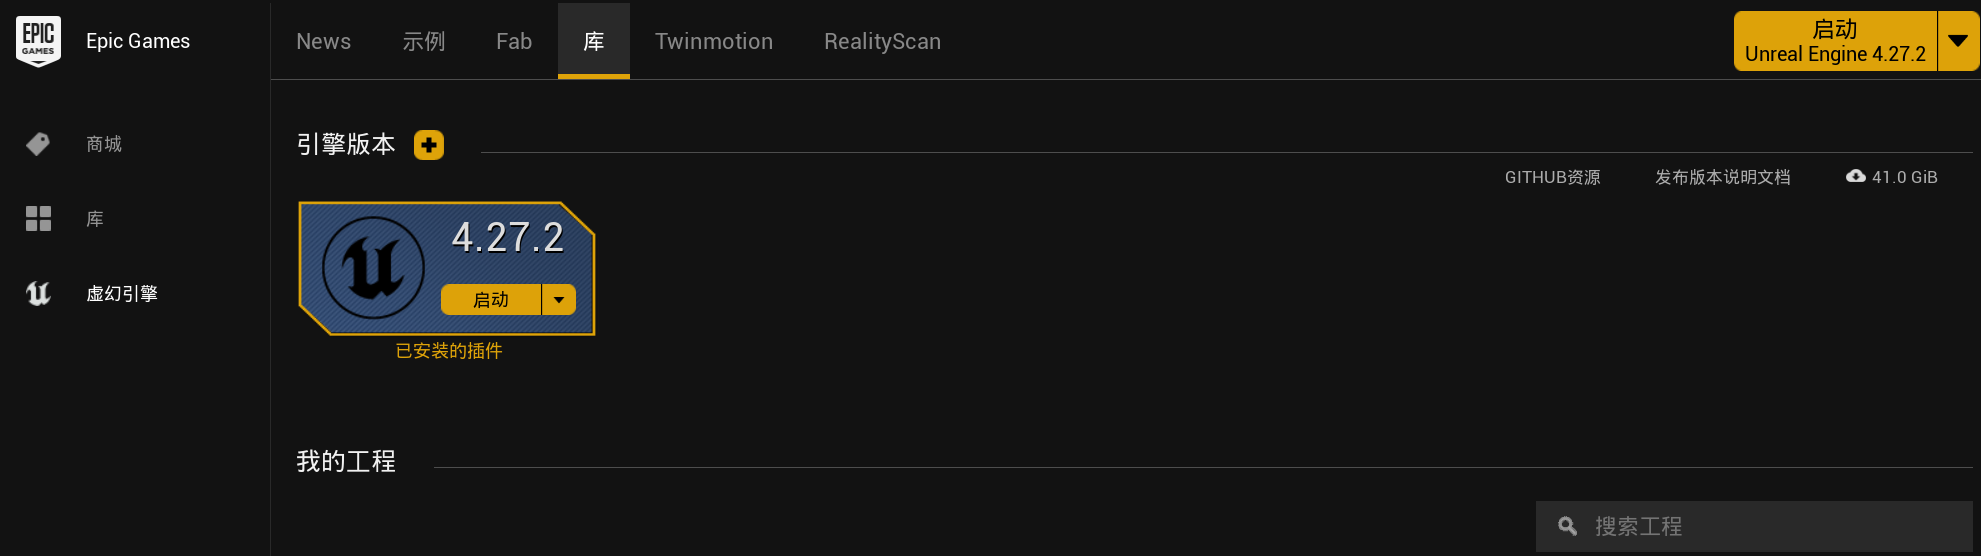 EPIC
GAMES
Epic Games
News
示例
Fab
库
Twinmotion
RealityScan
启动
Unreal Engine 4.27.2
商城
库
虚幻引擎
引擎版本
GITHUB资源
发布版本说明文档
41.0 GiB
4.27.2
启动
已安装的插件
我的工程
搜索工程